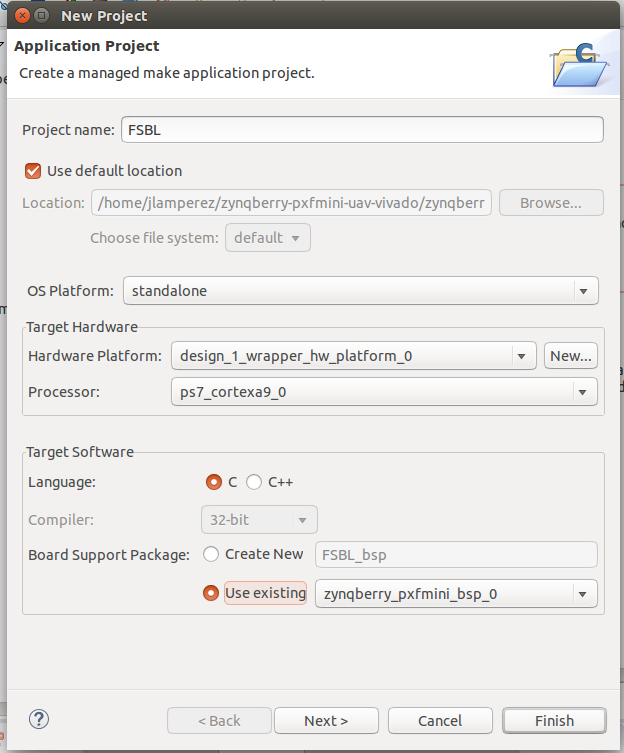 New Project
Application Project
Create a managed make application project.
C
Project name: FSBL
Use default location
Location: /home/jlamperez/zynqberry-pxfmini-uav-vivado/zynqberr Browse...
Choose file system: default
OS Platform: standalone
Target Hardware
Hardware Platform: design_1_wrapper_hw_platform_0 New...
Processor: ps7_cortexa9_0
Target Software
Language: C C++
Compiler: 32-bit
Board Support Package: Create New FSBL_bsp
Use existing zynqberry_pxfmini_bsp_0
? < Back Next > Cancel Finish